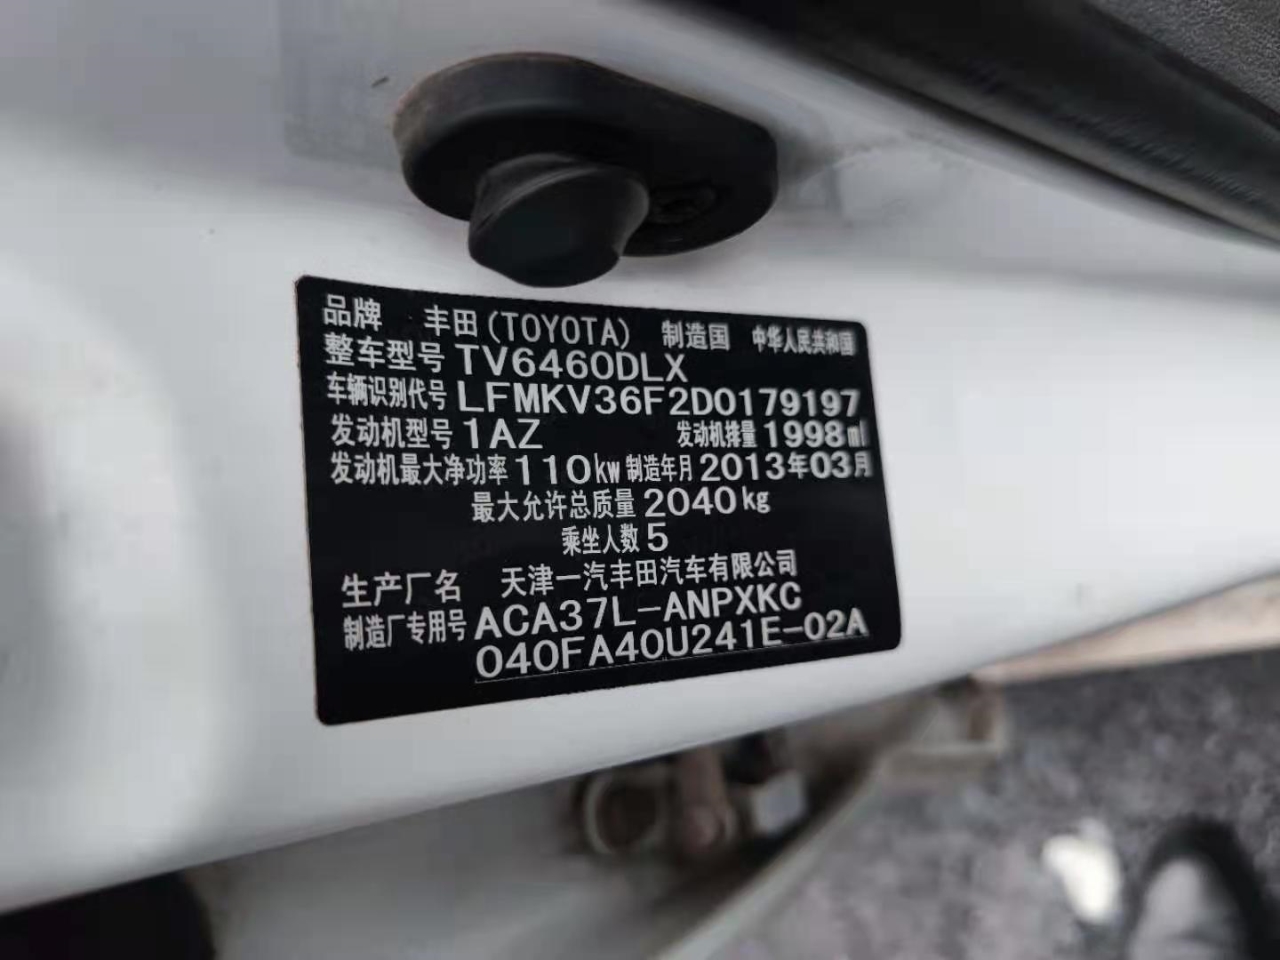 品牌 丰田(TOYOTA) 制造国 中华人民共和国
整车型号 TV6460DLX
车辆识别代号 LFMKV36F2D0179197
发动机型号 1AZ 发动机排量 1998ml
发动机最大净功率 110kw 制造年月 2013年03月
最大允许总质量 2040kg
乘坐人数 5
生产厂名 天津一汽丰田汽车有限公司
制造厂专用号 ACA37L-ANPXKC
040FA40U241E-02A